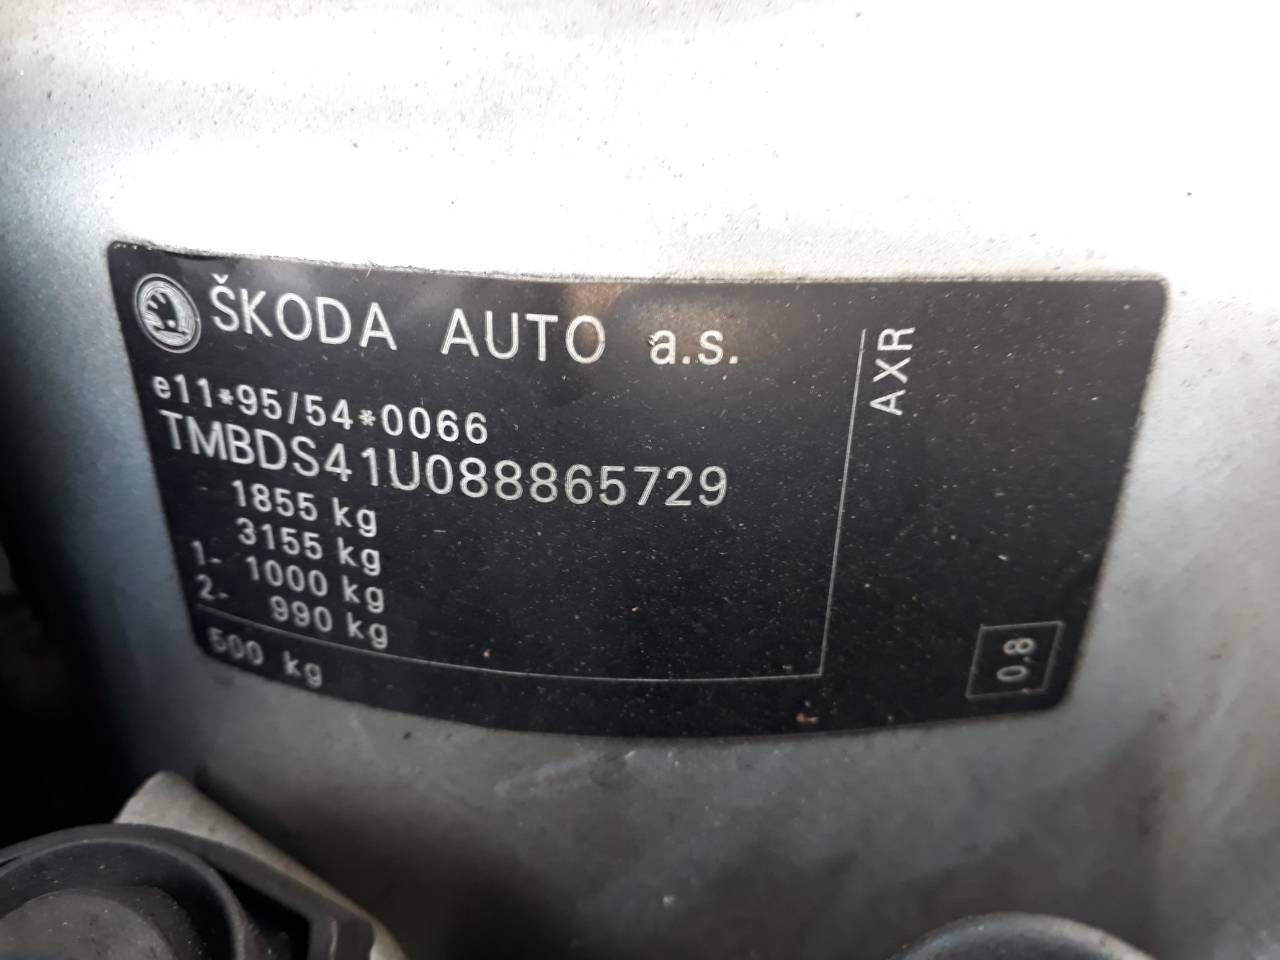 ŠKODA AUTO a.s.
e11*95/54*0066
TMBDS41U088865729
1855 kg
3155 kg
1- 1000 kg
2- 990 kg
500 kg
AXR
0,8